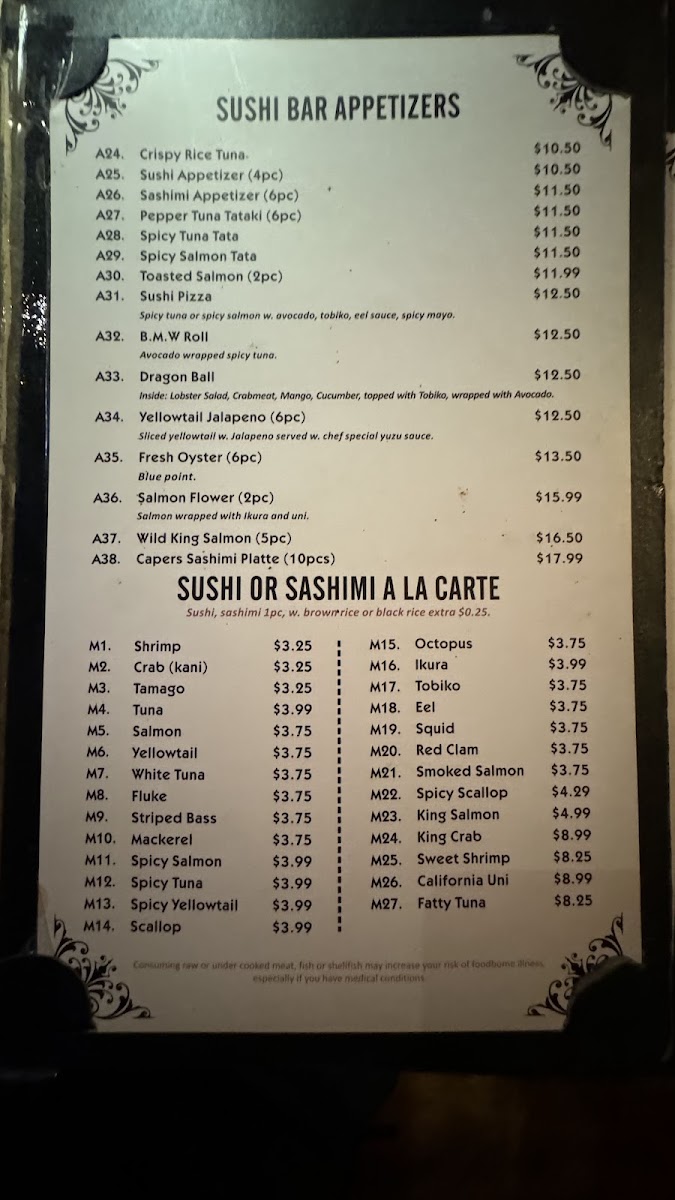 SUSHI BAR APPETIZERS
A24. Crispy Rice Tuna. $10.50
A25. Sushi Appetizer (4pc) $10.50
A26. Sashimi Appetizer (6pc) $11.50
A27. Pepper Tuna Tataki (6pc) $11.50
A28. Spicy Tuna Tata $11.50
A29. Spicy Salmon Tata $11.50
A30. Toasted Salmon (2pc) $11.99
A31. Sushi Pizza $12.50
Spicy tuna or spicy salmon w. avocado, tobiko, eel sauce, spicy mayo.
A32. B.M.W Roll $12.50
Avocado wrapped spicy tuna.
A33. Dragon Ball $12.50
Inside: Lobster Salad, Crabmeat, Mango, Cucumber, topped with Tobiko, wrapped with Avocado.
A34. Yellowtail Jalapeno (6pc) $12.50
Sliced yellowtail w. Jalapeno served w. chef special yuzu sauce.
A35. Fresh Oyster (6pc) $13.50
Blue point.
A36. Salmon Flower (2pc) $15.99
Salmon wrapped with Ikura and uni.
A37. Wild King Salmon (5pc) $16.50
A38. Capers Sashimi Platte (10pcs) $17.99
SUSHI OR SASHIMI A LA CARTE
Sushi, sashimi 1pc, w. brown rice or black rice extra $0.25.
M1. Shrimp $3.25
M2. Crab (kani) $3.25
M3. Tamago $3.25
M4. Tuna $3.99
M5. Salmon $3.75
M6. Yellowtail $3.75
M7. White Tuna $3.75
M8. Fluke $3.75
M9. Striped Bass $3.75
M10. Mackerel $3.75
M11. Spicy Salmon $3.99
M12. Spicy Tuna $3.99
M13. Spicy Yellowtail $3.99
M14. Scallop $3.99
M15. Octopus $3.75
M16. Ikura $3.99
M17. Tobiko $3.75
M18. Eel $3.75
M19. Squid $3.75
M20. Red Clam $3.75
M21. Smoked Salmon $3.75
M22. Spicy Scallop $4.29
M23. King Salmon $4.99
M24. King Crab $8.99
M25. Sweet Shrimp $8.25
M26. California Uni $8.99
M27. Fatty Tuna $8.25
Consuming raw or under cooked meat, fish or shellfish may increase your risk of foodborne illness,
especially if you have medical conditions.